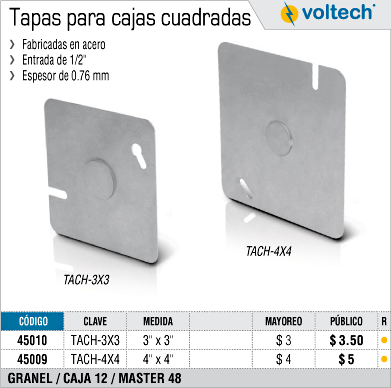 Tapas para cajas cuadradas
voltech®
Fabricadas en acero
Entrada de 1/2"
Espesor de 0.76 mm
TACH-3X3
TACH-4X4
CÓDIGO CLAVE MEDIDA MAYOREO PÚBLICO R
45010 TACH-3X3 3" x 3" $ 3 $ 3.50
45009 TACH-4X4 4" x 4" $ 4 $ 5
GRANEL / CAJA 12 / MASTER 48